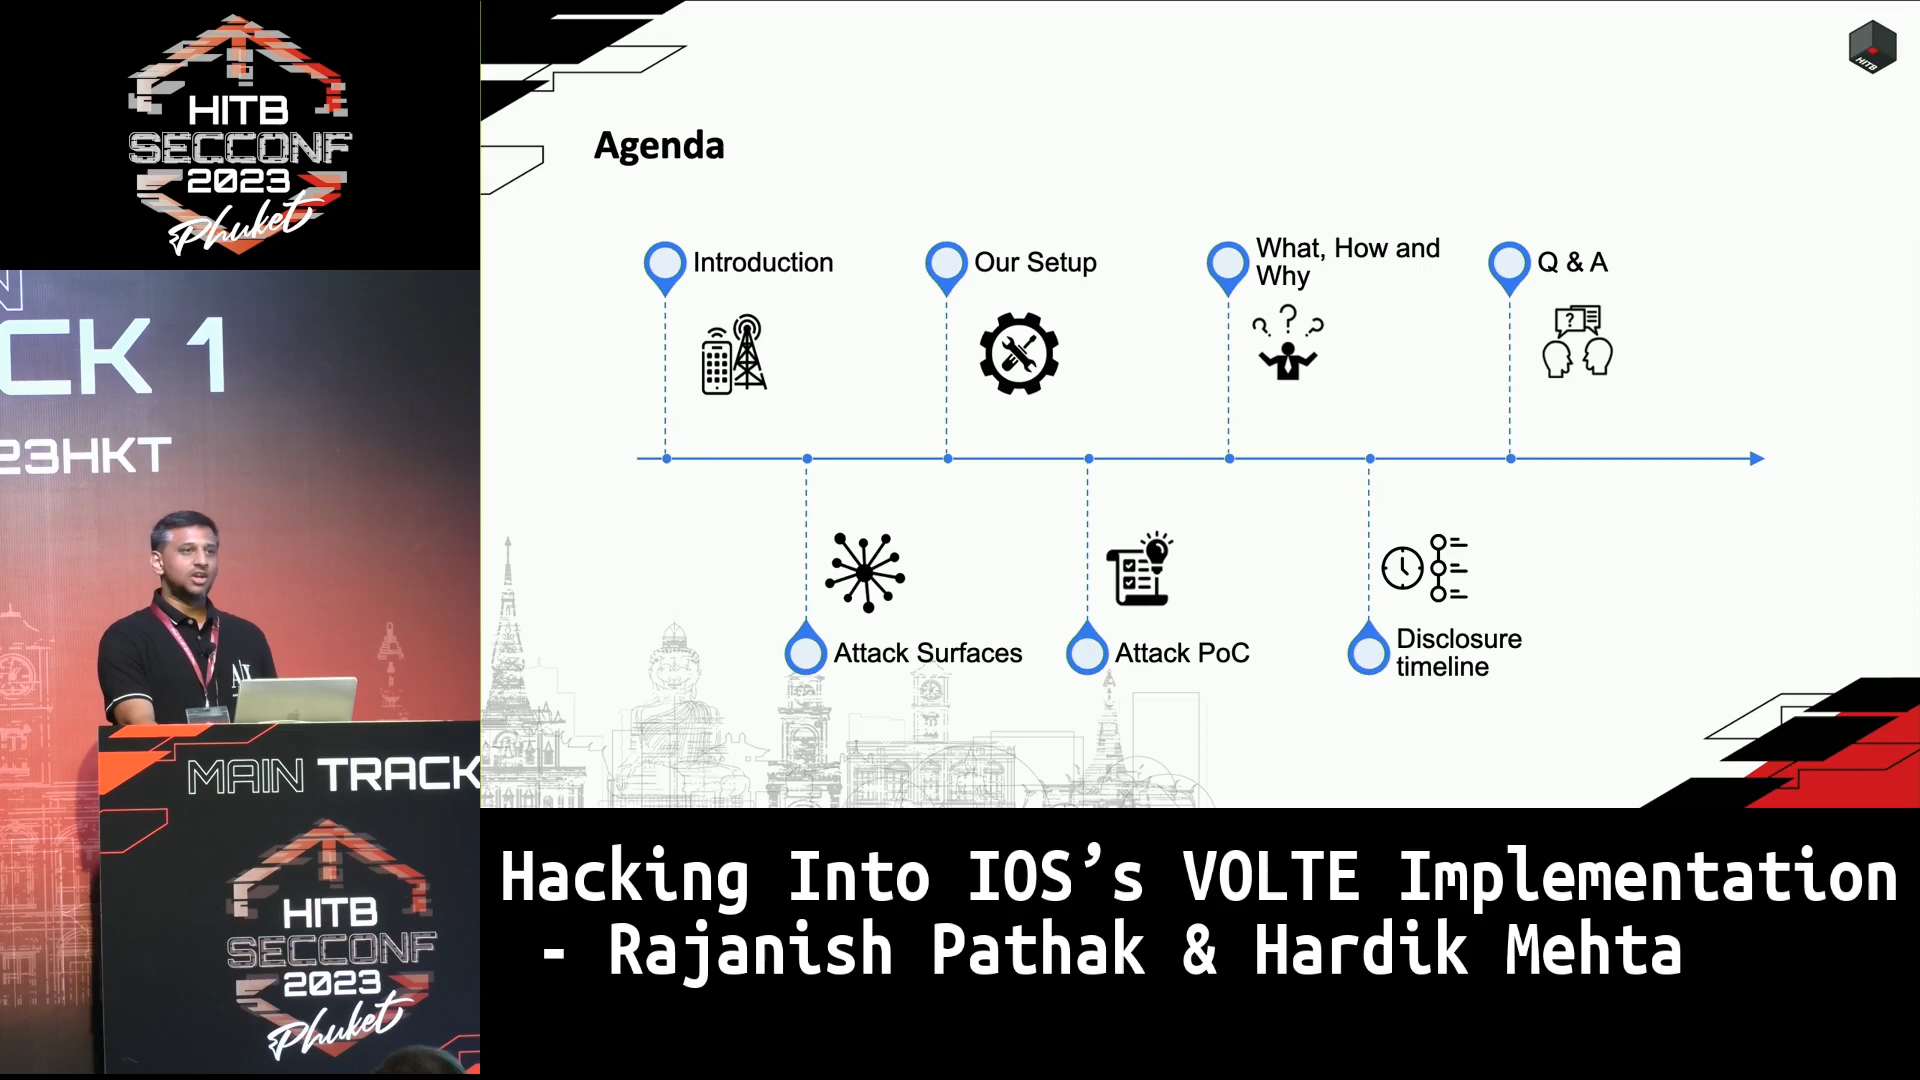 HITB
SECCONF
2023
Phuket
CK 1
23HKT
MAIN TRACK
HITB
SECCONF
2023
Phuket
HITB
Agenda
Introduction
Our Setup
What, How and
Why
Q & A
Attack Surfaces
Attack PoC
Disclosure
timeline
Hacking Into IOS’s VOLTE Implementation
- Rajanish Pathak & Hardik Mehta